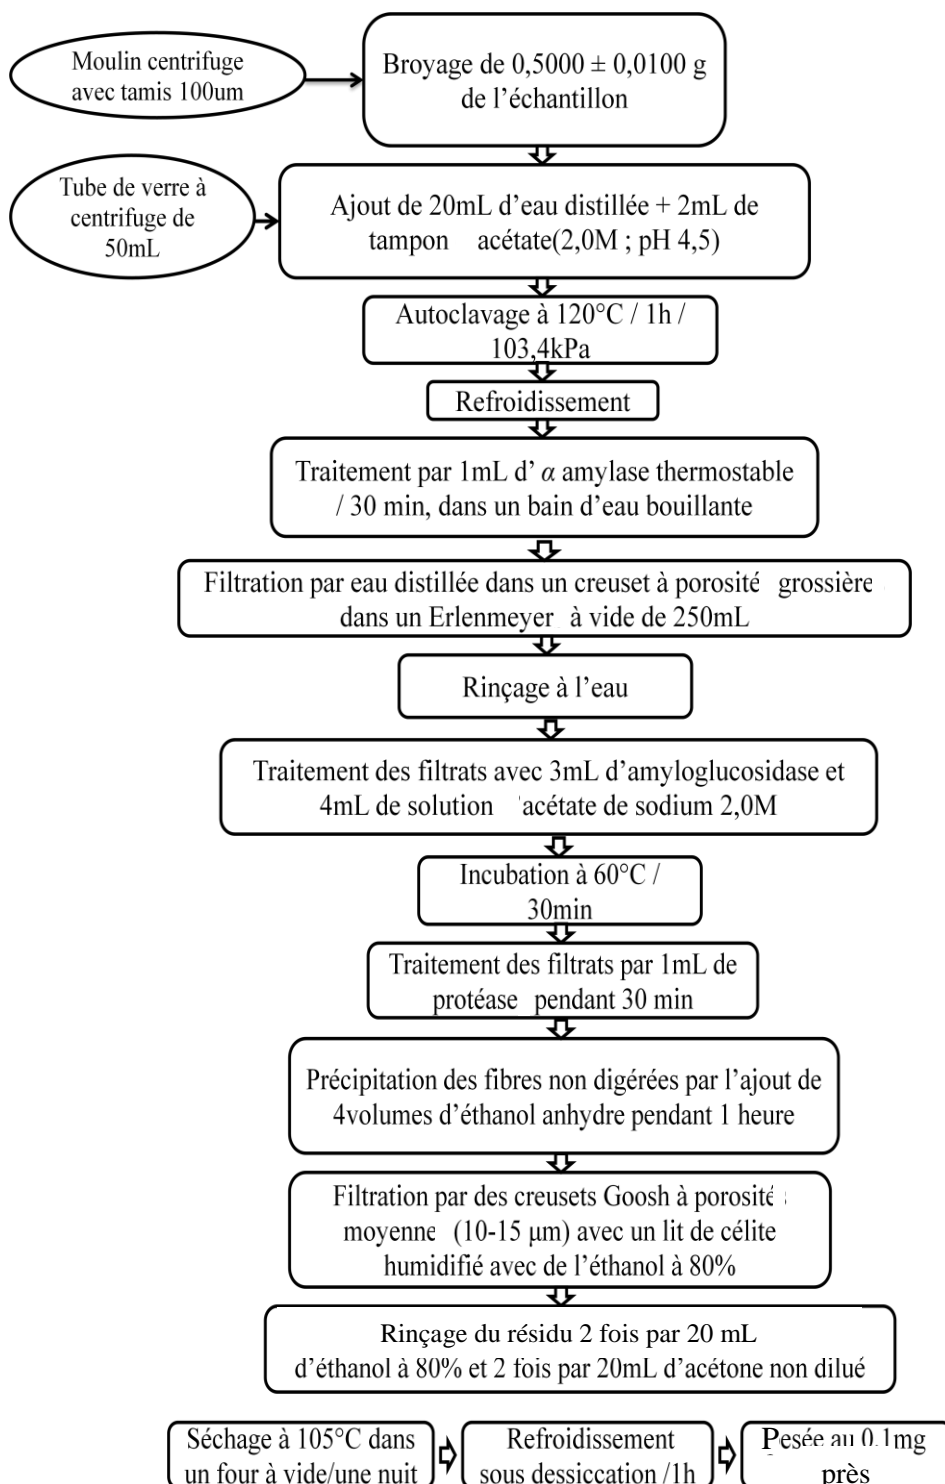 Moulin centrifuge
avec tamis 100um
Broyage de 0,5000 ± 0,0100 g
de l'échantillon
Tube de verre à
centrifuge de
50mL
Ajout de 20mL d'eau distillée + 2mL de
tampon acétate(2,0M ; pH 4,5)
Autoclavage à 120°C / 1h /
103,4kPa
Refroidissement
Traitement par 1mL d' α amylase thermostable
/ 30 min, dans un bain d'eau bouillante
Filtration par eau distillée dans un creuset à porosité grossière
dans un Erlenmeyer à vide de 250mL
Rinçage à l'eau
Traitement des filtrats avec 3mL d'amyloglucosidase et
4mL de solution 'acétate de sodium 2,0M
Incubation à 60°C /
30min
Traitement des filtrats par 1mL de
protéase pendant 30 min
Précipitation des fibres non digérées par l'ajout de
4volumes d'éthanol anhydre pendant 1 heure
Filtration par des creusets Goosh à porosité
moyenne (10-15 μm) avec un lit de célite
humidifié avec de l'éthanol à 80%
Rinçage du résidu 2 fois par 20 mL
d'éthanol à 80% et 2 fois par 20mL d'acétone non dilué
Séchage à 105°C dans
un four à vide/une nuit
Refroidissement
sous dessiccation /1h
Pesée au 0.1mg
près